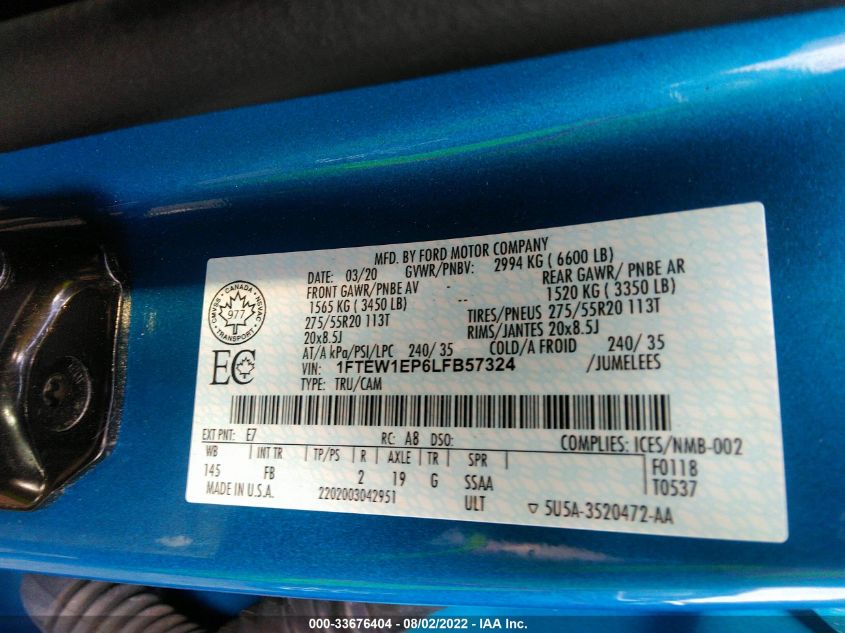 MFD. BY FORD MOTOR COMPANY
DATE: 03/20 GVWR/PNBV: 2994 KG ( 6600 LB)
FRONT GAWR/PNBE AV -- REAR GAWR/ PNBE AR
1565 KG ( 3450 LB) -- 1520 KG ( 3350 LB)
275/55R20 113T TIRES/PNEUS 275/55R20 113T
20x8.5J RIMS/JANTES 20x8.5J
AT/A kPa/PSI/LPC 240/ 35 COLD/A FROID 240/ 35
VIN: 1FTEW1EP6LFB57324 /JUMELEES
TYPE: TRU/CAM
CMVSS - CANADA - NSVAC
977
TRANSPORT
EC
EXT PNT: E7 RC: A8 DSO: COMPLIES: ICES/NMB-002
WB INT TR TP/PS R AXLE TR SPR F0118
145 FB 2 19 G SSAA T0537
MADE IN U.S.A. 2202003042951 ULT ▽ 5U5A-3520472-AA
000-33676404 - 08/02/2022 - IAA Inc.